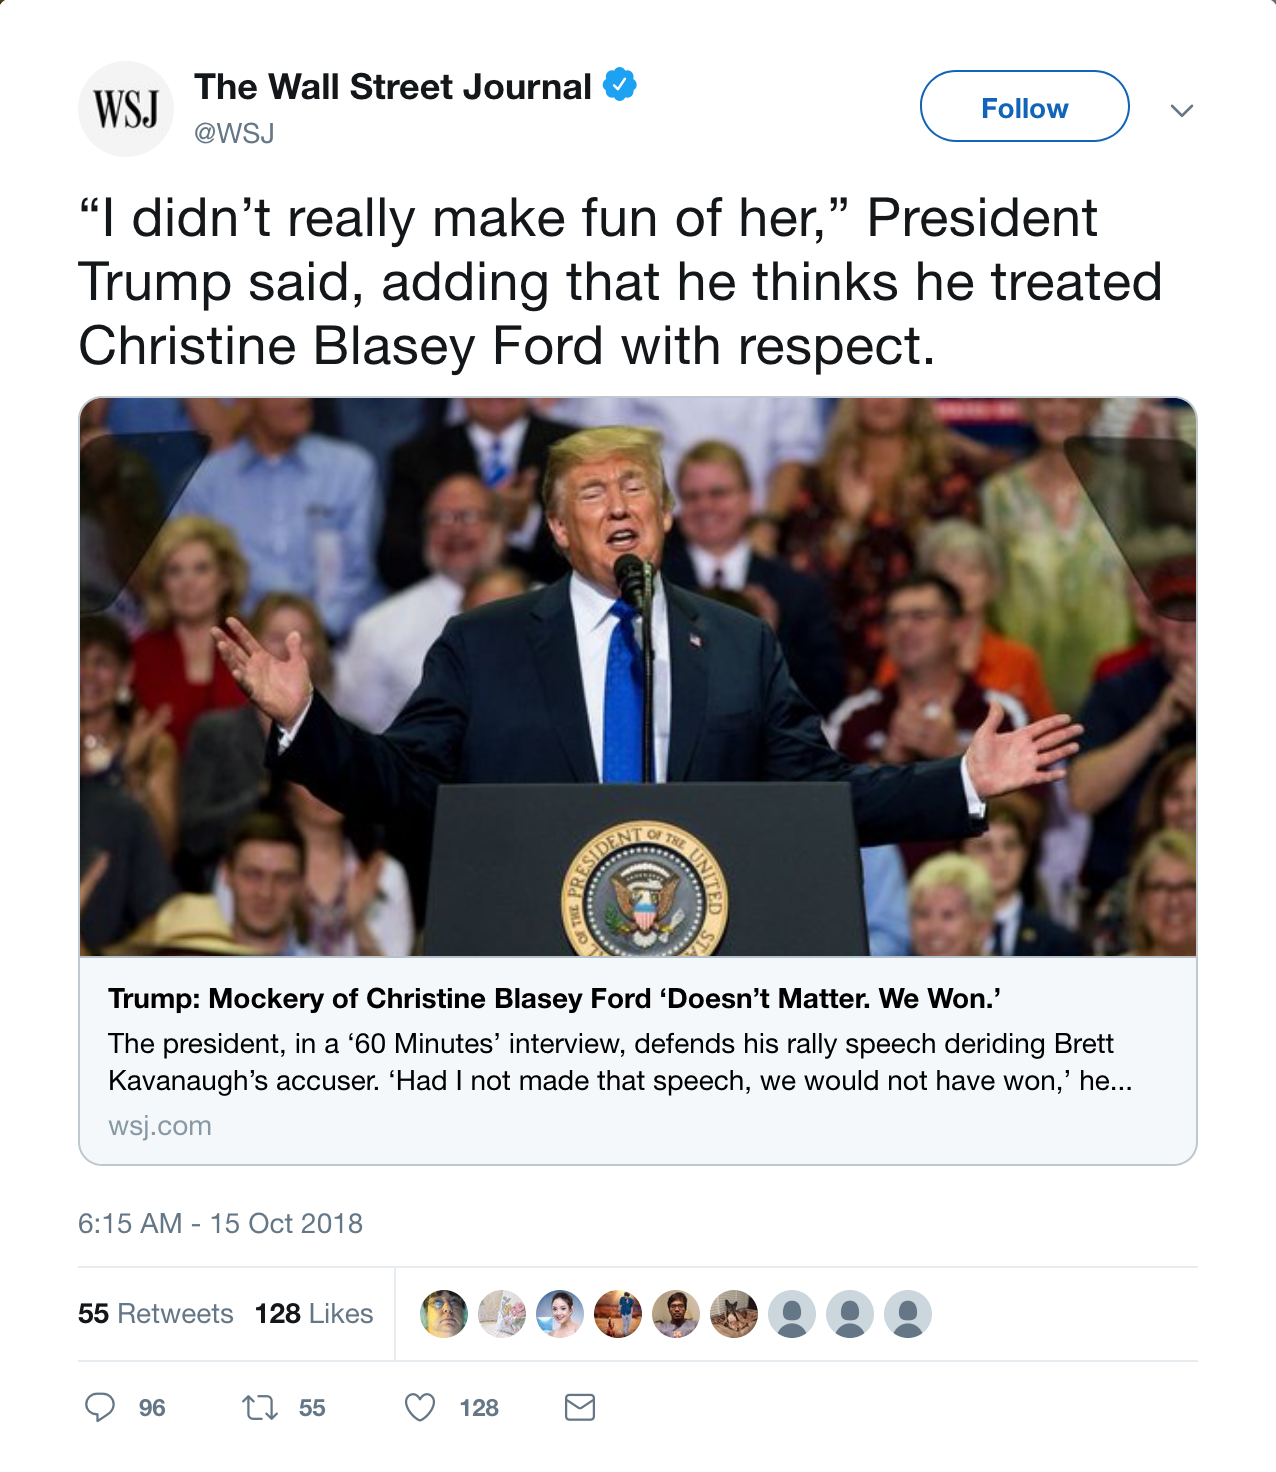 WSJ
The Wall Street Journal
@WSJ
Follow
“I didn’t really make fun of her,” President
Trump said, adding that he thinks he treated
Christine Blasey Ford with respect.
OF THE PRESIDENT OF THE UNITED
Trump: Mockery of Christine Blasey Ford ‘Doesn’t Matter. We Won.’
The president, in a ‘60 Minutes’ interview, defends his rally speech deriding Brett
Kavanaugh’s accuser. ‘Had I not made that speech, we would not have won,’ he...
wsj.com
6:15 AM - 15 Oct 2018
55 Retweets 128 Likes
96 55 128